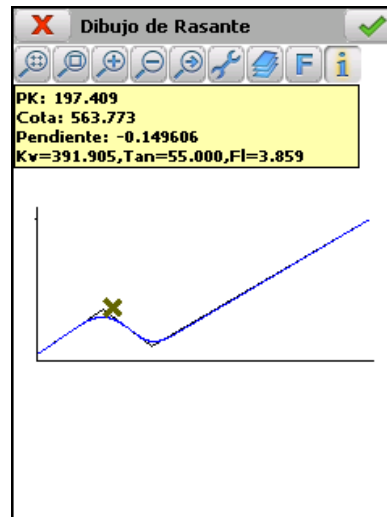 X Dibujo de Rasante
F i
PK: 197.409
Cota: 563.773
Pendiente: -0.149606
Kv=391.905,Tan=55.000,Fl=3.859